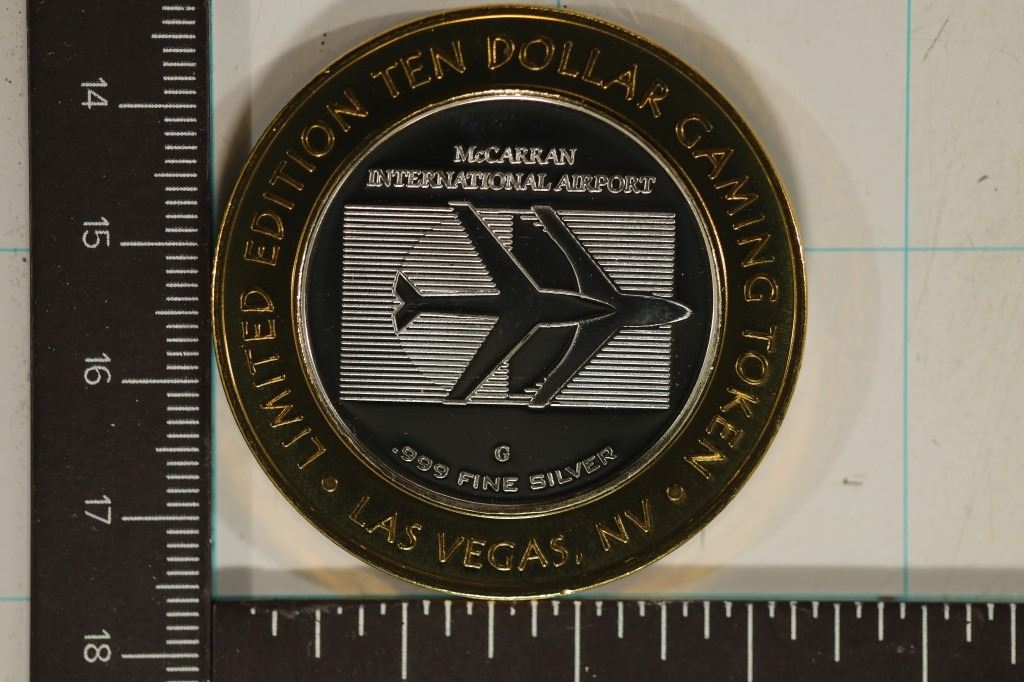 LIMITED EDITION TEN DOLLAR GAMING TOKEN
McCARRAN
INTERNATIONAL AIRPORT
G
.999 FINE SILVER
• LAS VEGAS, NV •
14
15
16
17
18